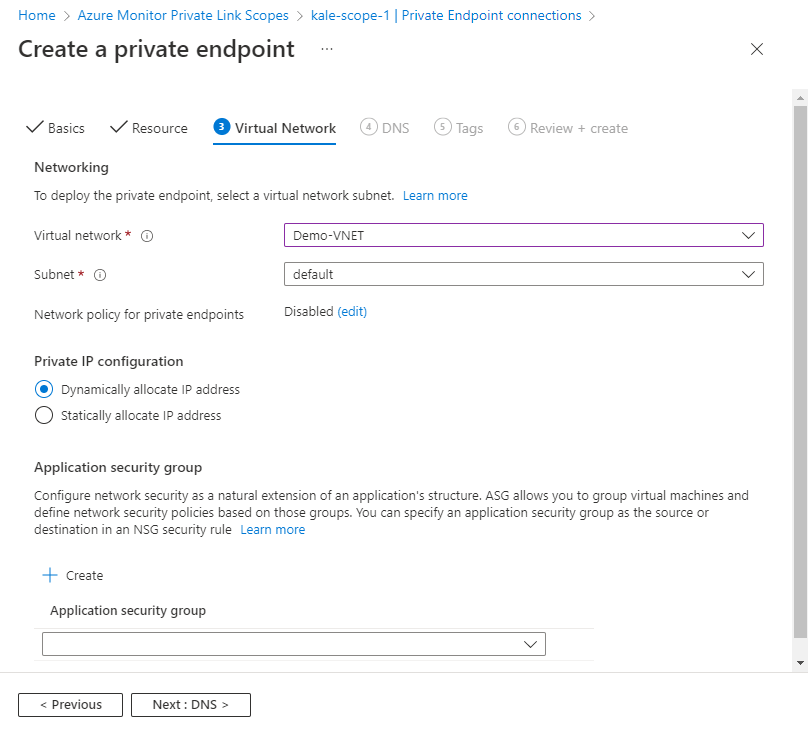 Home > Azure Monitor Private Link Scopes > kale-scope-1 | Private Endpoint connections >
Create a private endpoint ...
Basics Resource 3 Virtual Network 4 DNS 5 Tags 6 Review + create
Networking
To deploy the private endpoint, select a virtual network subnet. Learn more
Virtual network * Demo-VNET
Subnet * default
Network policy for private endpoints Disabled (edit)
Private IP configuration
Dynamically allocate IP address
Statically allocate IP address
Application security group
Configure network security as a natural extension of an application's structure. ASG allows you to group virtual machines and
define network security policies based on those groups. You can specify an application security group as the source or
destination in an NSG security rule Learn more
+ Create
Application security group
< Previous Next : DNS >